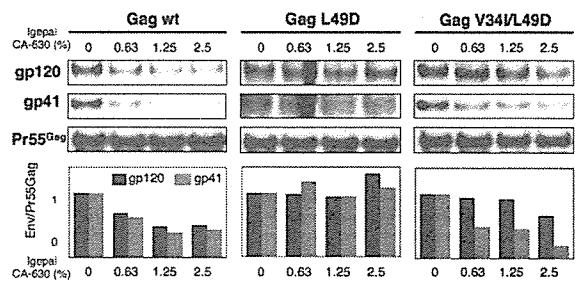 Gag wt Gag L49D Gag V34I/L49D
Igepal
CA-630 (%) 0 0.63 1.25 2.5 0 0.63 1.25 2.5 0 0.63 1.25 2.5
gp120
gp41
Pr55Gag
Env/Pr55Gag
1
0
gp120 gp41
Igepal
CA-630 (%) 0 0.63 1.25 2.5 0 0.63 1.25 2.5 0 0.63 1.25 2.5